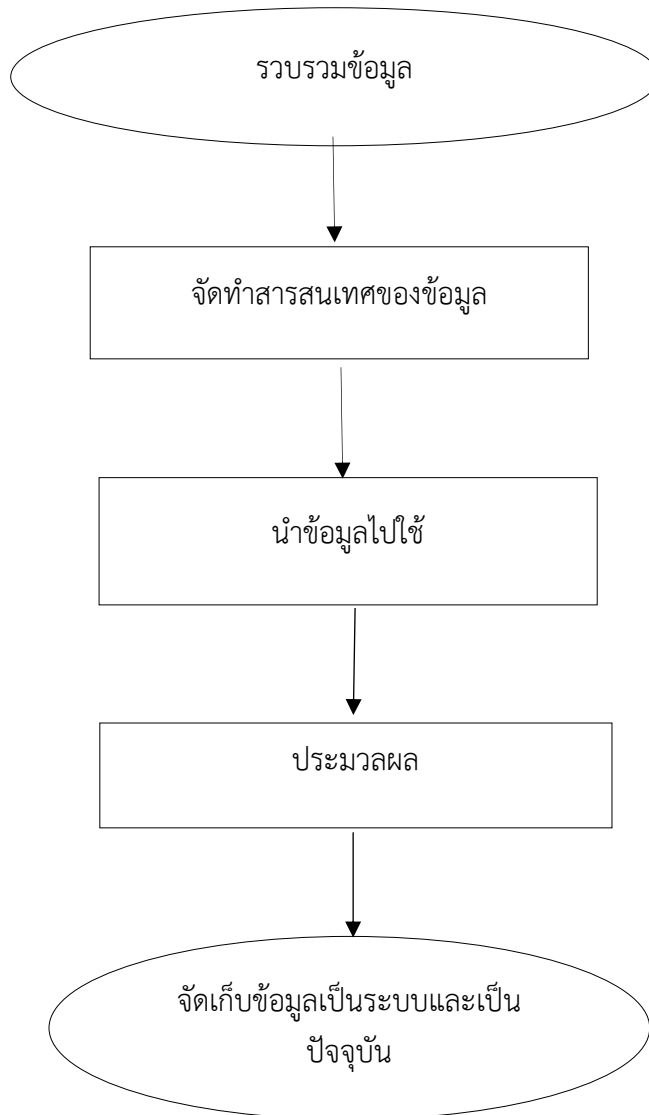 รวบรวมข้อมูล
จัดทำสารสนเทศของข้อมูล
นำข้อมูลไปใช้
ประมวลผล
จัดเก็บข้อมูลเป็นระบบและเป็น
ปัจจุบัน